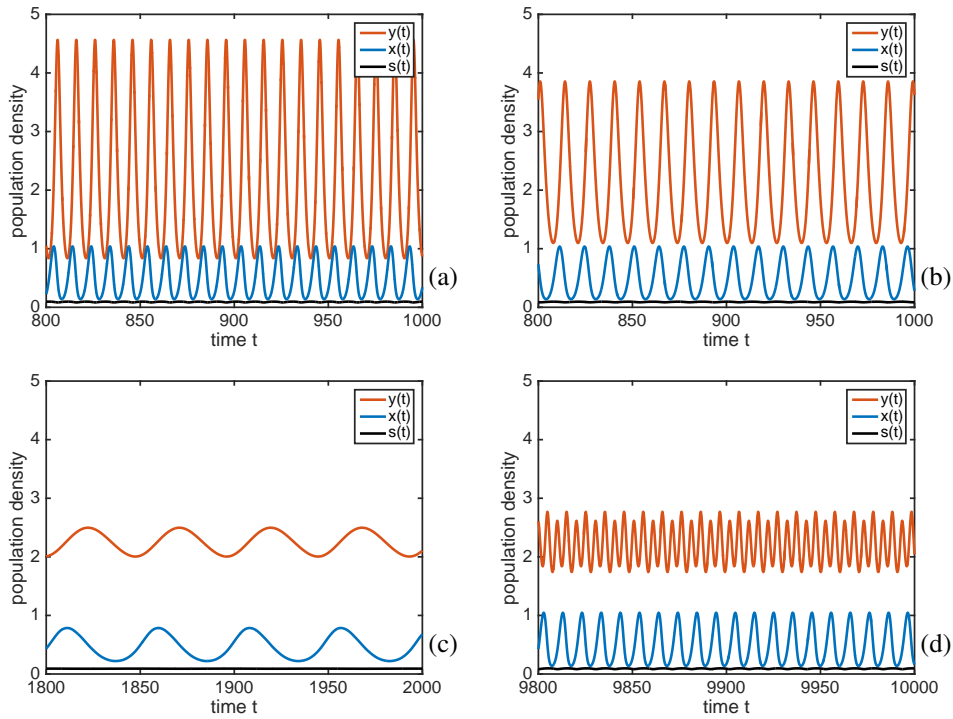 5
4
3
2
1
0
population density
y(t)
x(t)
s(t)
800 850 900 950 1000
time t
(a)
5
4
3
2
1
0
population density
y(t)
x(t)
s(t)
800 850 900 950 1000
time t
(b)
5
4
3
2
1
0
population density
y(t)
x(t)
s(t)
1800 1850 1900 1950 2000
time t
(c)
5
4
3
2
1
0
population density
y(t)
x(t)
s(t)
9800 9850 9900 9950 10000
time t
(d)